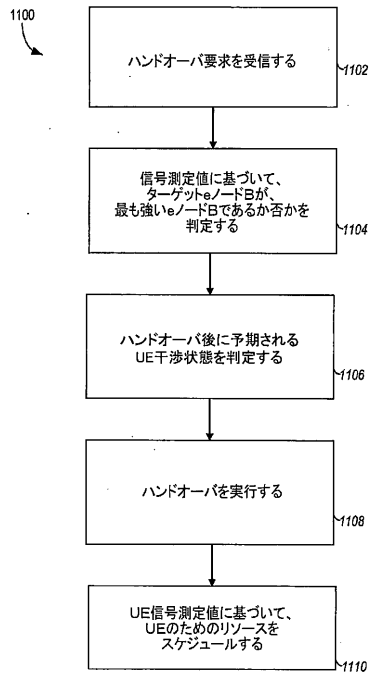 1100
ハンドオーバ要求を受信する
1102
信号測定値に基づいて、
ターゲットeノードBが、
最も強いeノードBであるか否かを
判定する
1104
ハンドオーバ後に予期される
UE干渉状態を判定する
1106
ハンドオーバを実行する
1108
UE信号測定値に基づいて、
UEのためのリソースを
スケジュールする
1110